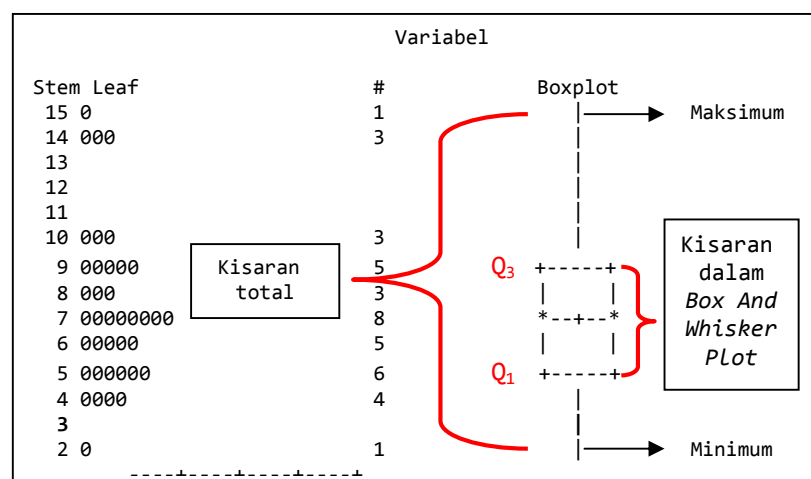 Variabel
Stem Leaf # Boxplot
15 0 1 | Maksimum
14 000 3 |
13 |
12 |
11 |
10 000 3 |
9 00000 5 Q3 +-----+
8 000 3 | |
7 00000000 8 *--+--*
6 00000 5 | |
5 000000 6 Q1 +-----+
4 0000 4 |
3 |
2 0 1 | Minimum
----+----+----+----+
Kisaran
total
Kisaran
dalam
Box And
Whisker
Plot